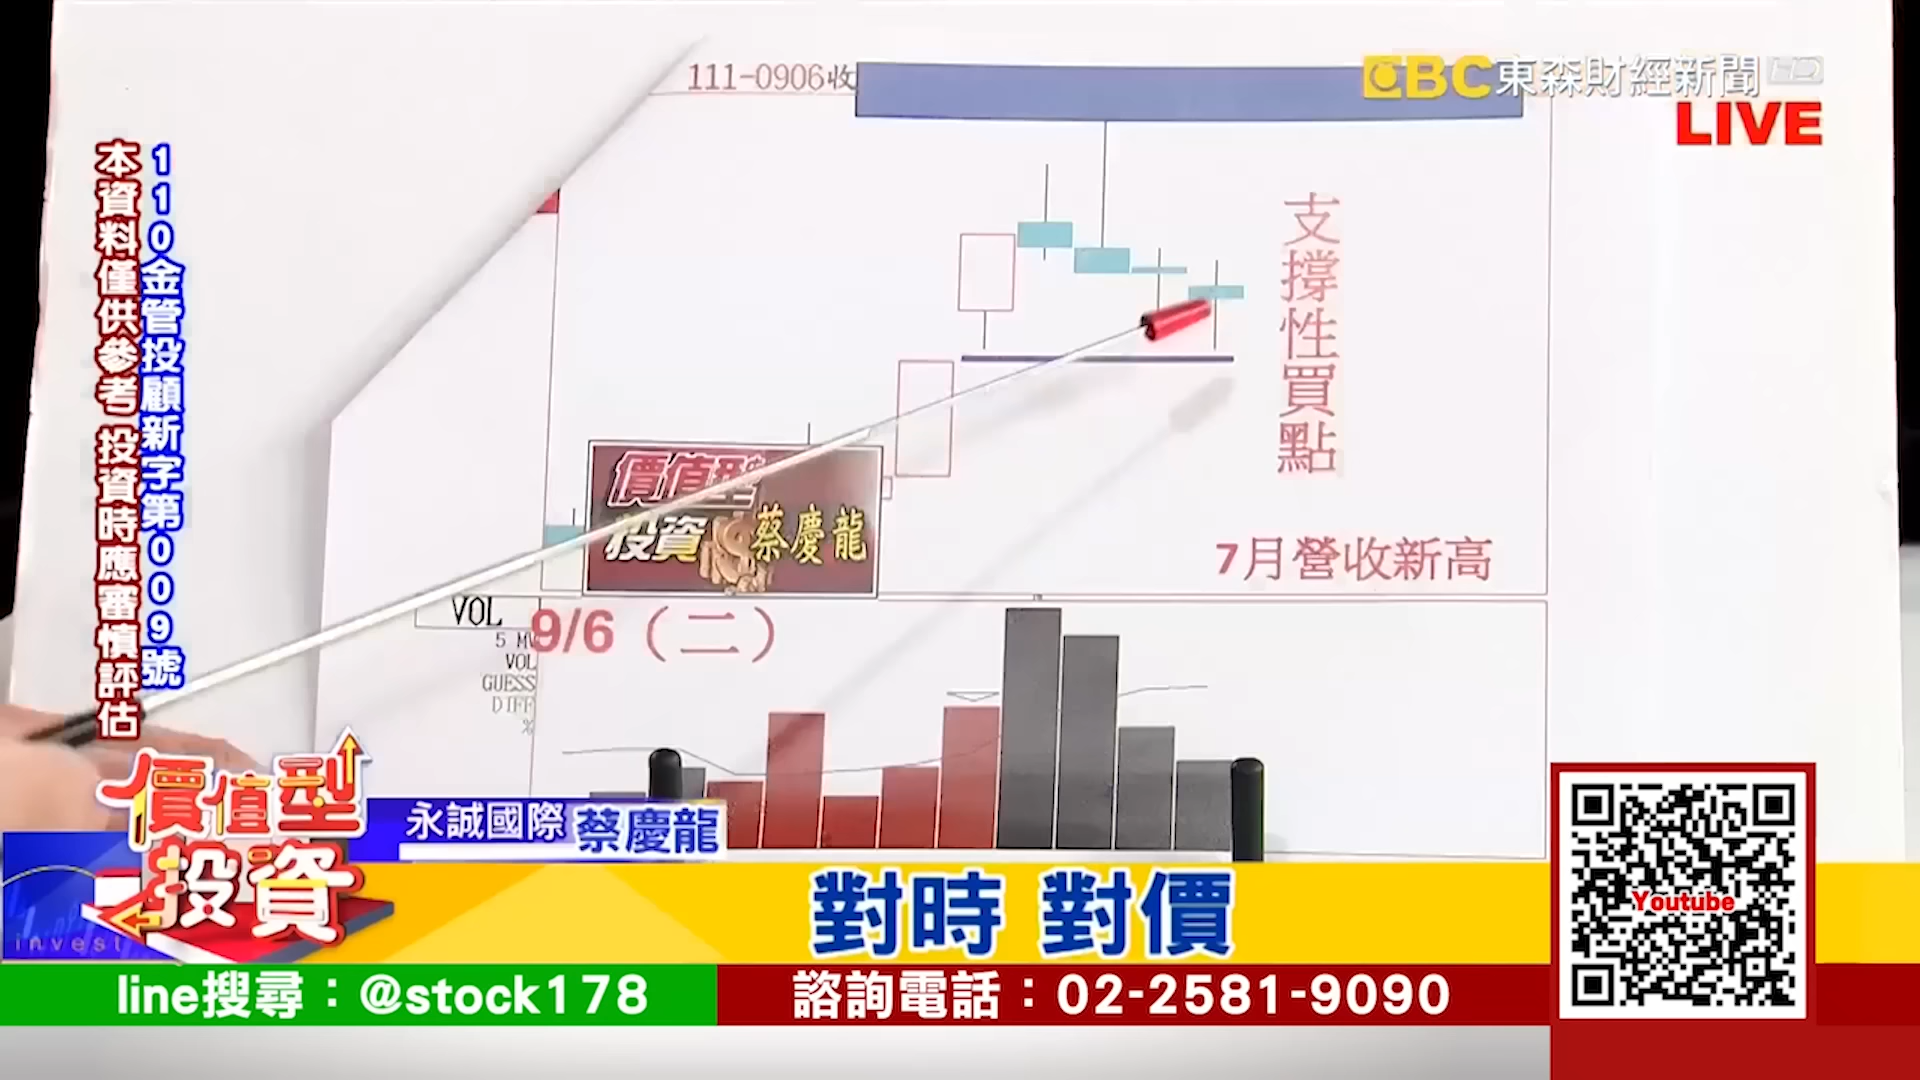 111-0906收
EBC東森財經新聞HD
LIVE
110金管投顧新字第009號
本資料僅供參考 投資時應審慎評估
支撐性買點
7月營收新高
價值型
投資
蔡慶龍
VOL
9/6（二）
5 MV
VOL
GUESS
DIFF
%
價值型
投資
invest
永誠國際 蔡慶龍
對時 對價
Youtube
line搜尋：@stock178
諮詢電話：02-2581-9090